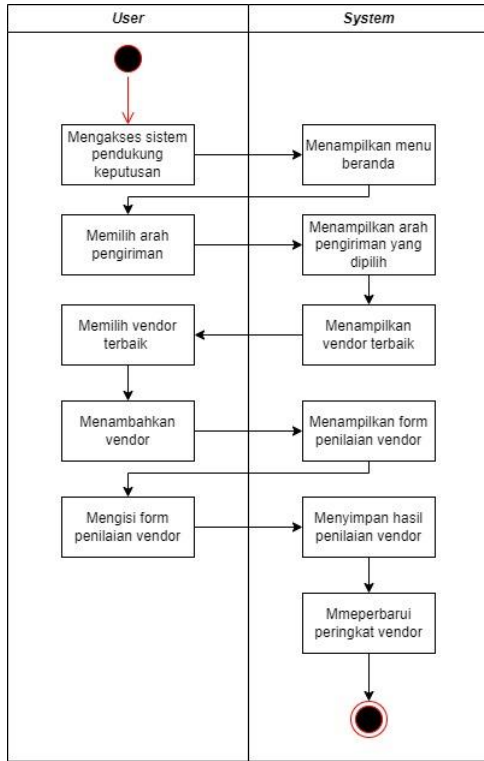 User
System
Mengakses sistem
pendukung
keputusan
Menampilkan menu
beranda
Memilih arah
pengiriman
Menampilkan arah
pengiriman yang
dipilih
Memilih vendor
terbaik
Menampilkan
vendor terbaik
Menambahkan
vendor
Menampilkan form
penilaian vendor
Mengisi form
penilaian vendor
Menyimpan hasil
penilaian vendor
Mmeperbarui
peringkat vendor